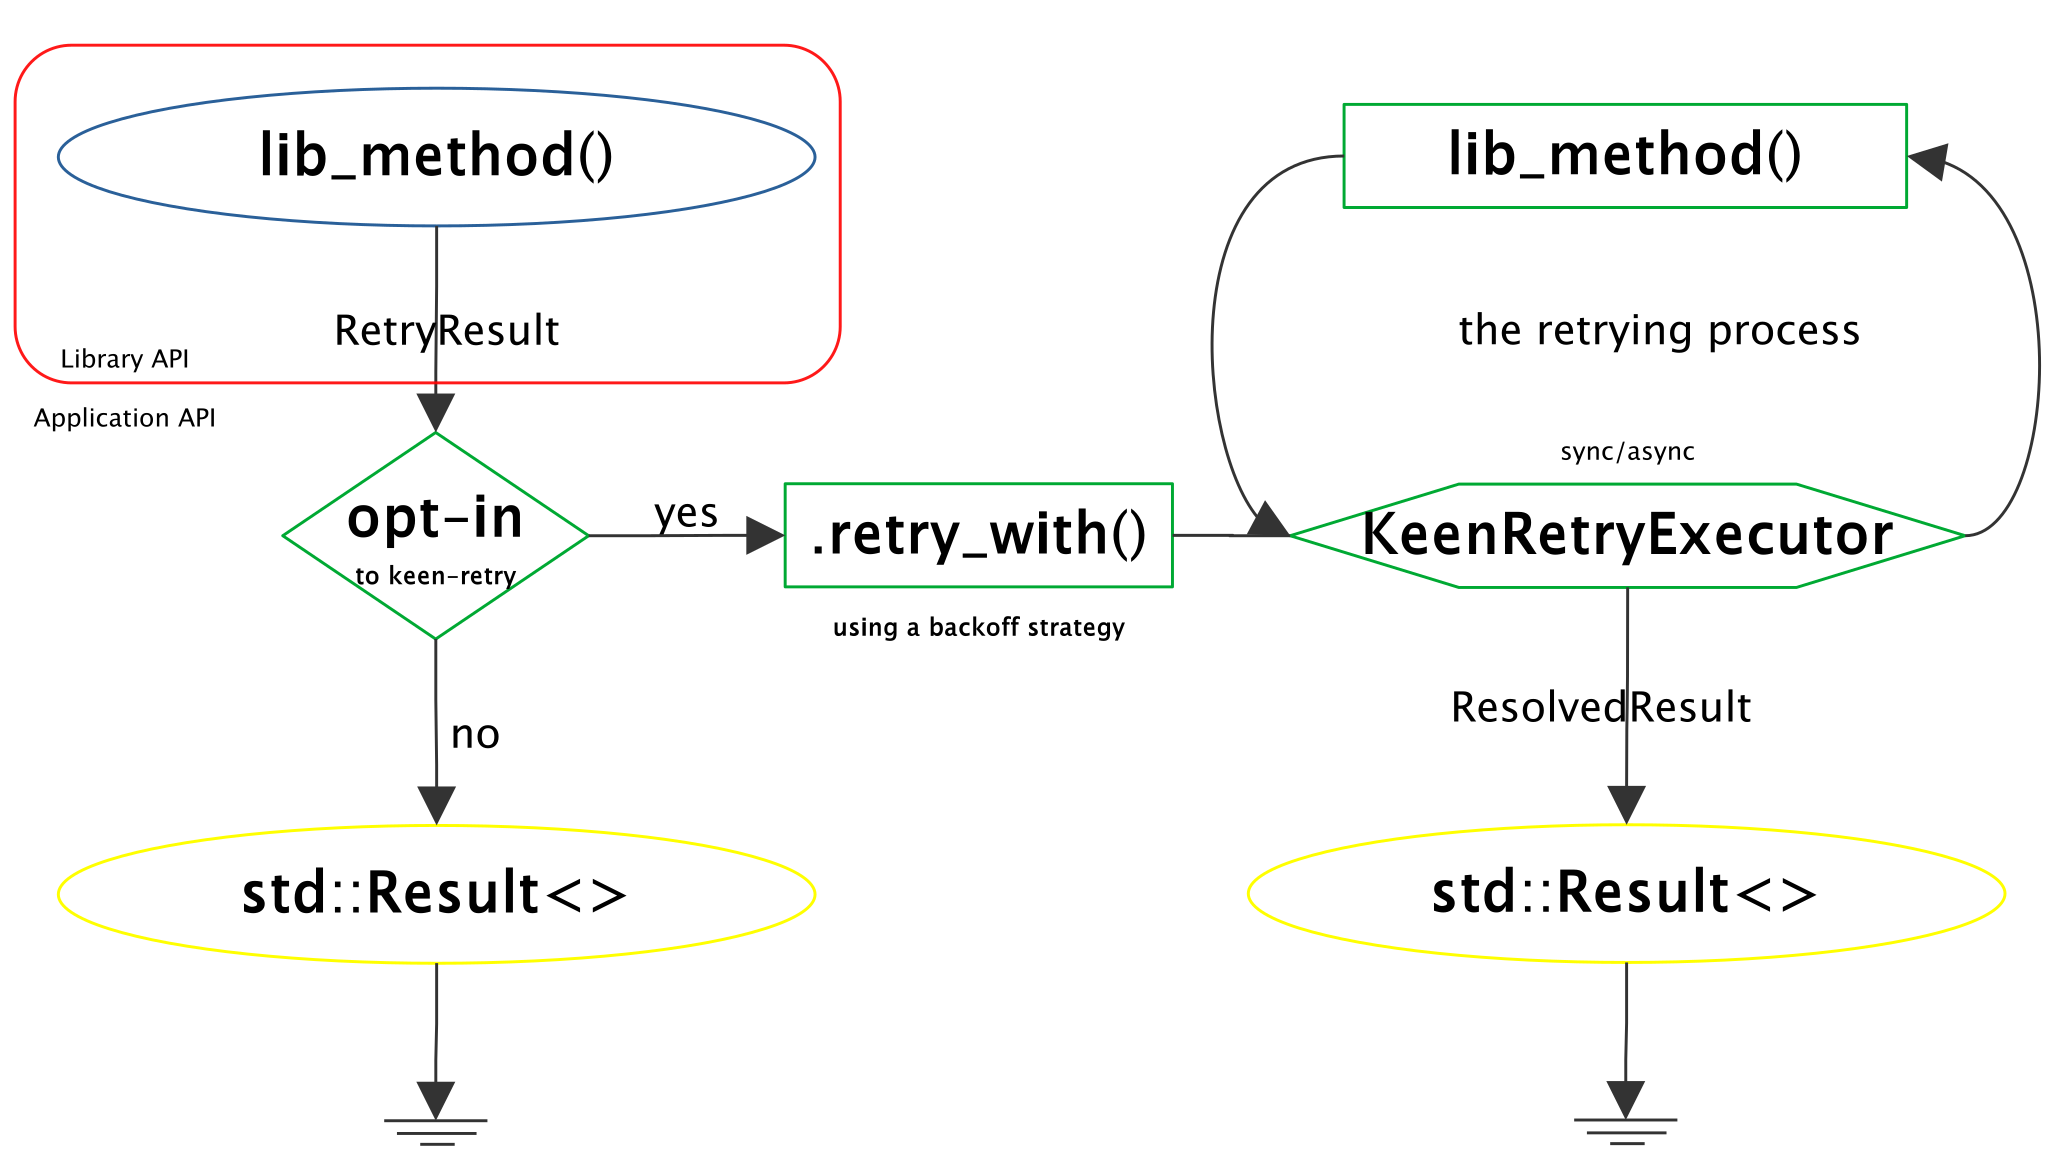 lib_method()
RetryResult
Library API
Application API
opt-in
to keen-retry
yes
.retry_with()
using a backoff strategy
no
std::Result<>
lib_method()
the retrying process
sync/async
KeenRetryExecutor
ResolvedResult
std::Result<>